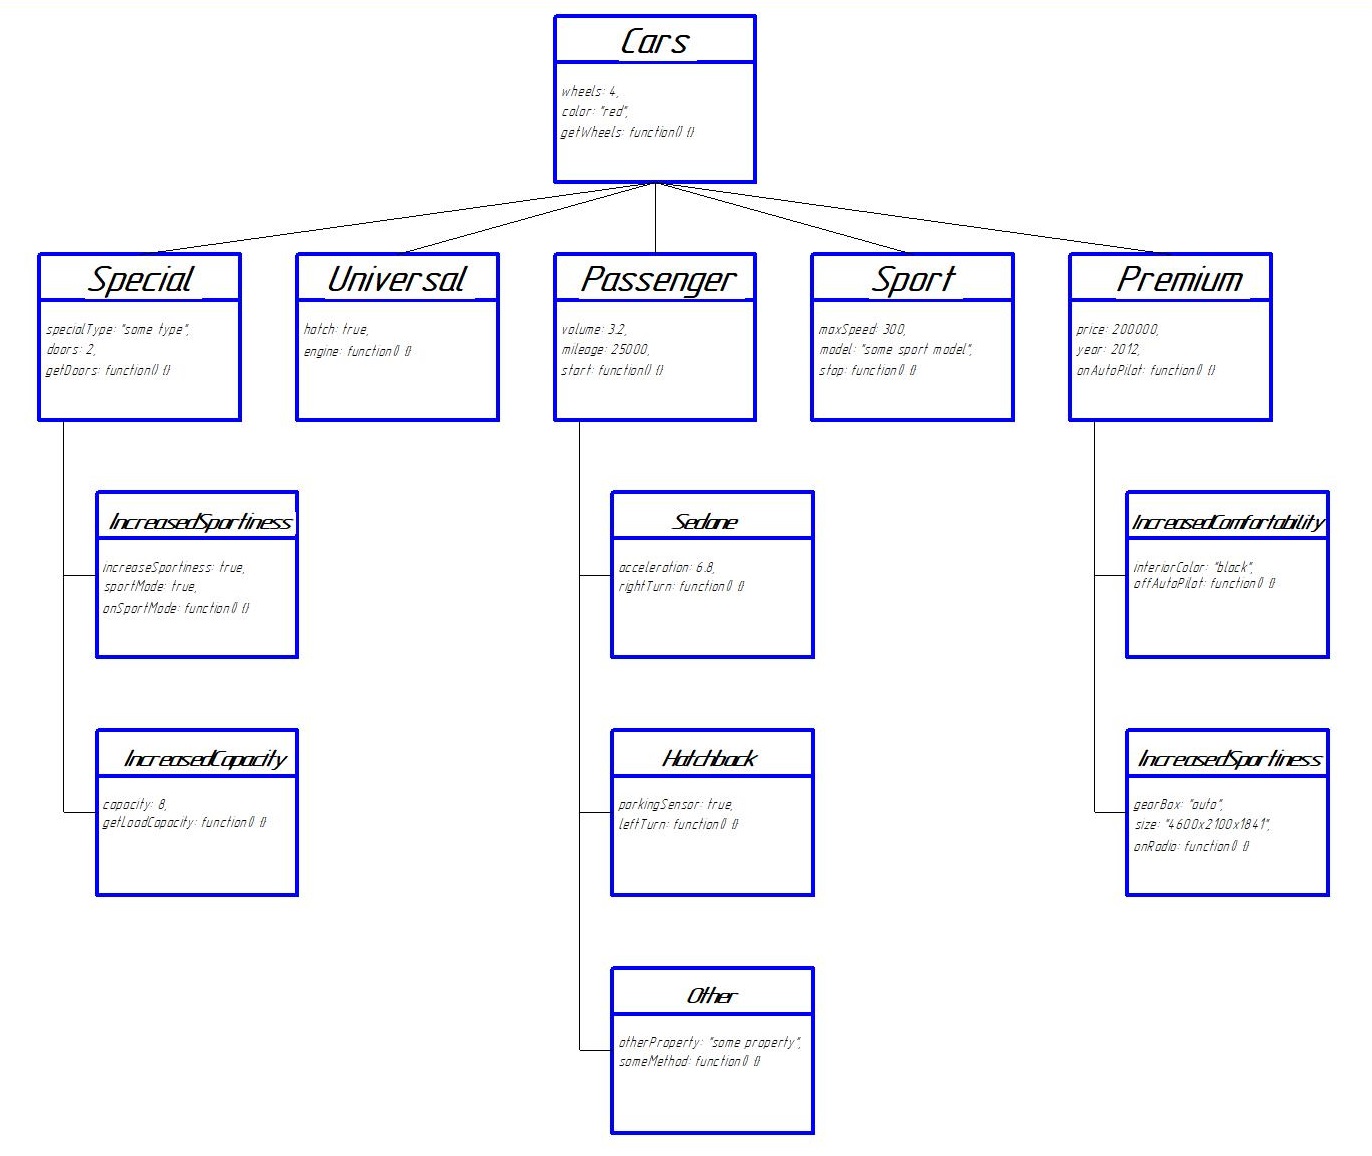 Cars
wheels: 4,
color: "red",
getWheels: function() {}
Special
specialType: "some type",
doors: 2,
getDoors: function() {}
Universal
hatch: true,
engine: function() {}
Passenger
volume: 3.2,
mileage: 25000,
start: function() {}
Sport
maxSpeed: 300,
model: "some sport model",
stop: function() {}
Premium
price: 200000,
year: 2012,
onAutoPilot: function() {}
IncreasedSportiness
increaseSportiness: true,
sportMode: true,
onSportMode: function() {}
Sedane
acceleration: 6.8,
rightTurn: function() {}
IncreasedComfortability
interiorColor: "black",
offAutoPilot: function() {}
IncreasedCapacity
capacity: 8,
getLoadCapacity: function() {}
Hatchback
parkingSensor: true,
leftTurn: function() {}
IncreasedSportiness
gearBox: "auto",
size: "4600x2100x1841",
onRadio: function() {}
Other
otherProperty: "some property",
someMethod: function() {}